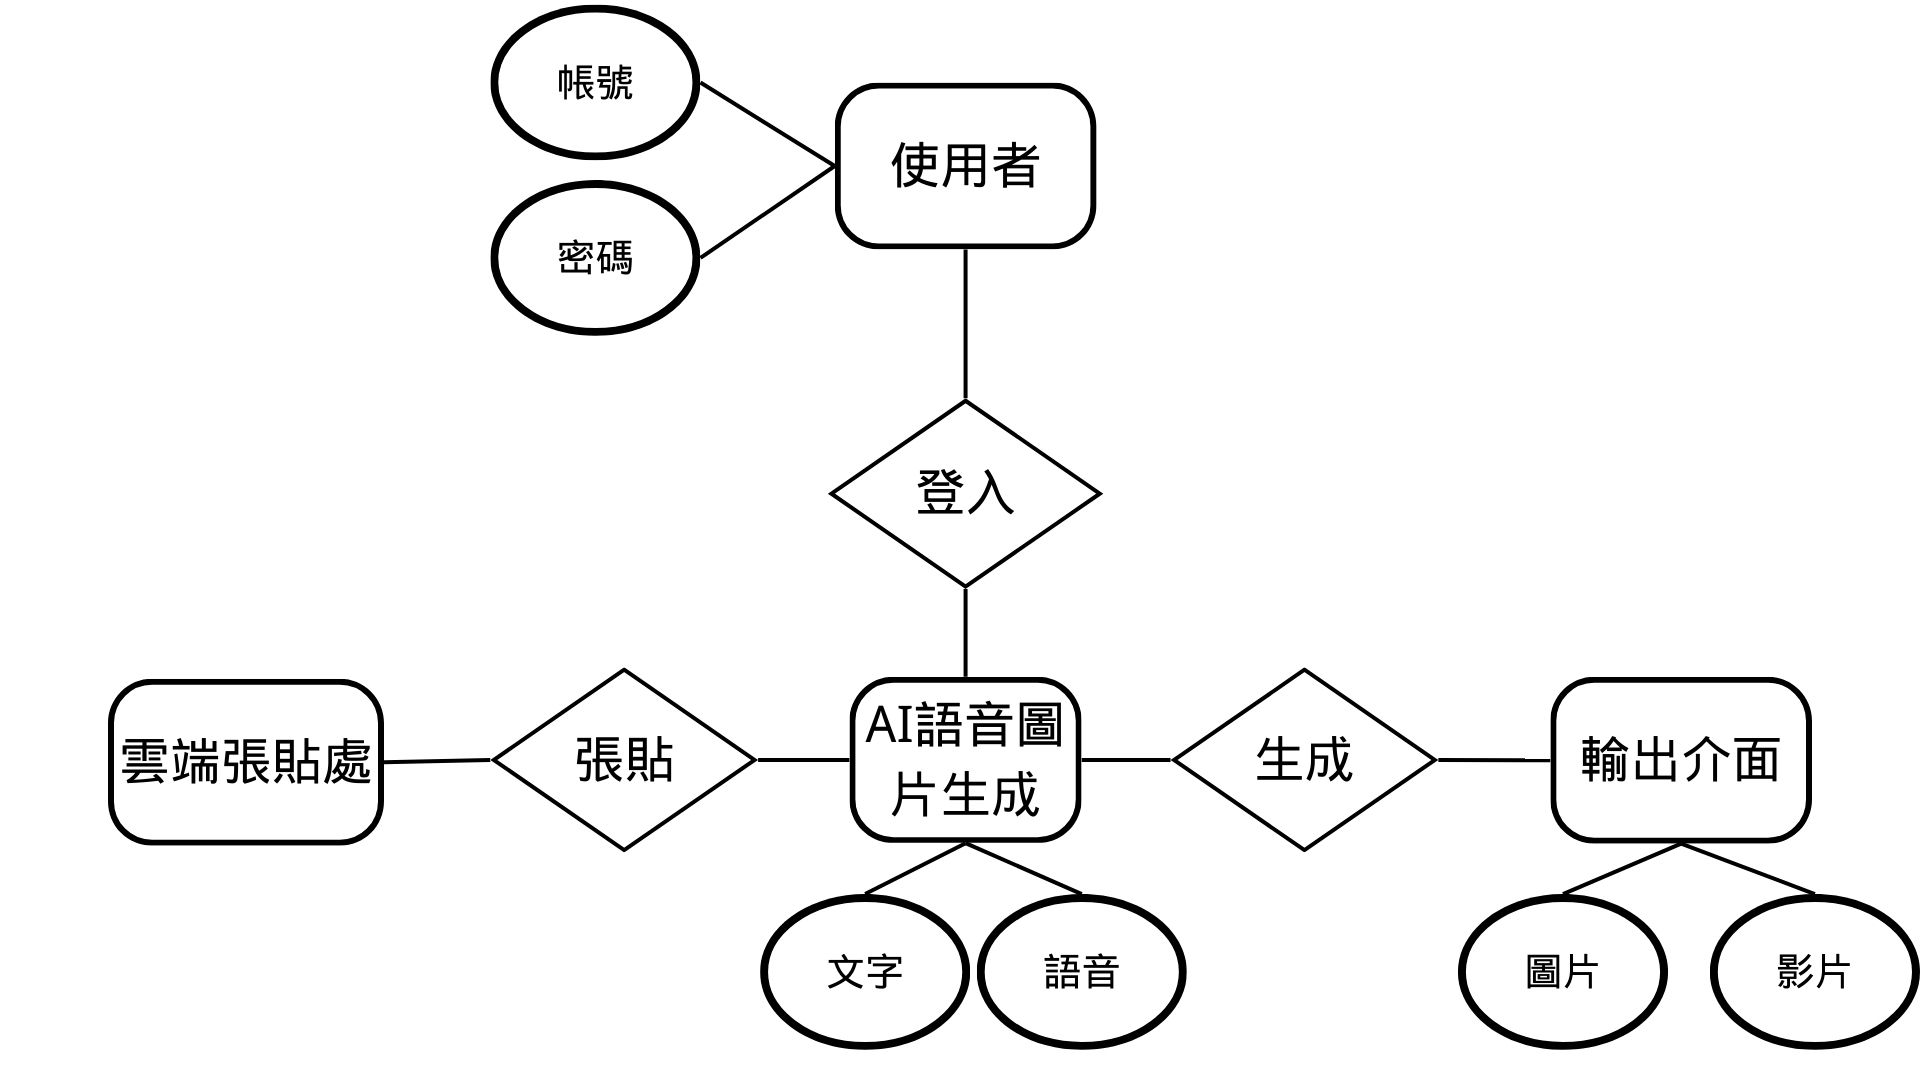 帳號
使用者
密碼
登入
雲端張貼處
張貼
AI語音圖
片生成
生成
輸出介面
文字
語音
圖片
影片